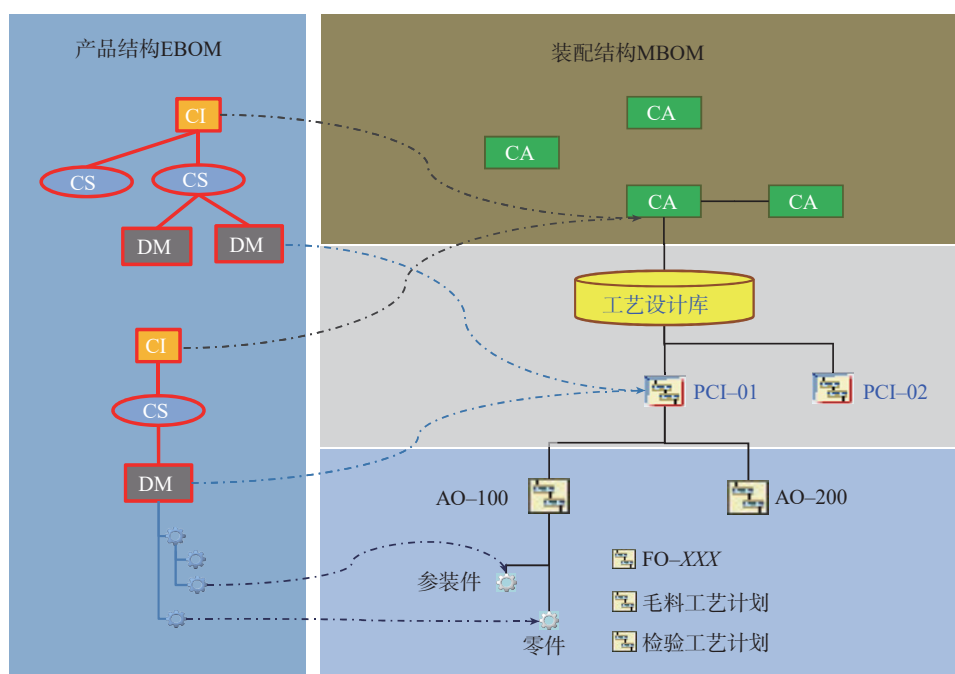 产品结构EBOM
CI
CS
CS
DM
DM
CI
CS
DM
装配结构MBOM
CA
CA
CA
CA
工艺设计库
PCI–01
PCI–02
AO–100
AO–200
参装件
零件
FO–XXX
毛料工艺计划
检验工艺计划